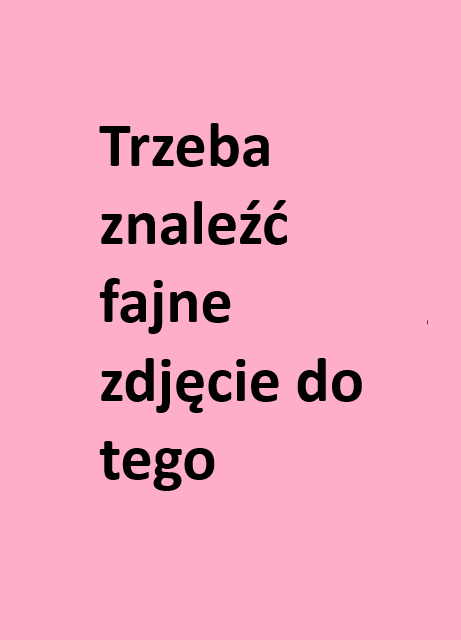 Trzeba
znaleźć
fajne
zdjęcie do
tego